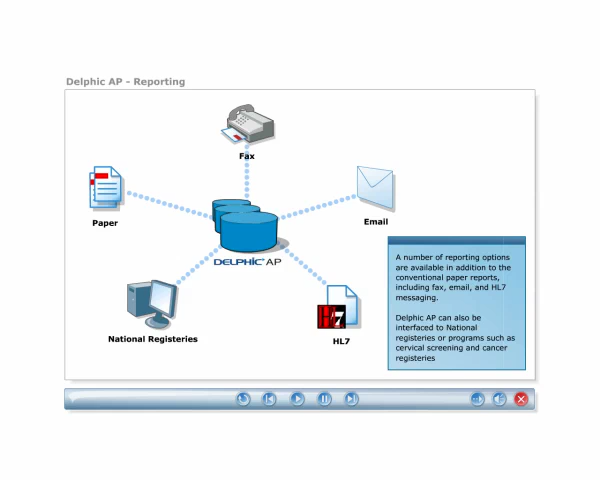 Delphic AP - Reporting
Fax
Paper
Email
DELPHIC AP
National Registeries
H7
HL7
A number of reporting options
are available in addition to the
conventional paper reports,
including fax, email, and HL7
messaging.
Delphic AP can also be
interfaced to National
registeries or programs such as
cervical screening and cancer
registeries